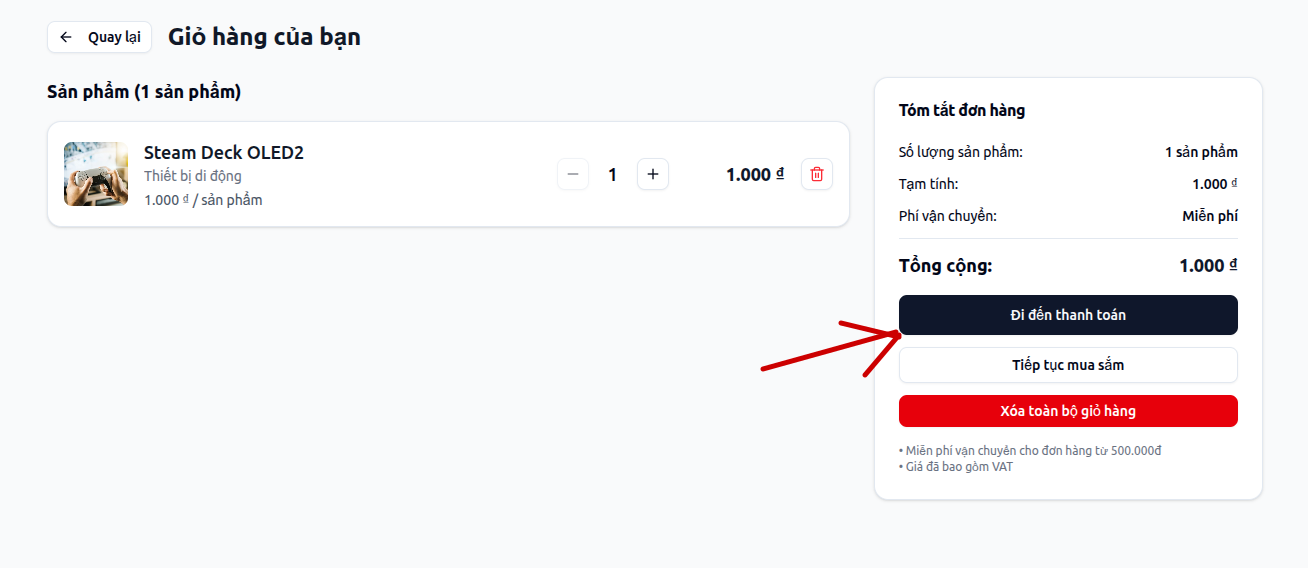 Quay lại
Giỏ hàng của bạn
Sản phẩm (1 sản phẩm)
Steam Deck OLED2
Thiết bị di động
1.000 ₫ / sản phẩm
1
1.000 ₫
Tóm tắt đơn hàng
Số lượng sản phẩm: 1 sản phẩm
Tạm tính: 1.000 ₫
Phí vận chuyển: Miễn phí
Tổng cộng: 1.000 ₫
Đi đến thanh toán
Tiếp tục mua sắm
Xóa toàn bộ giỏ hàng
• Miễn phí vận chuyển cho đơn hàng từ 500.000đ
• Giá đã bao gồm VAT